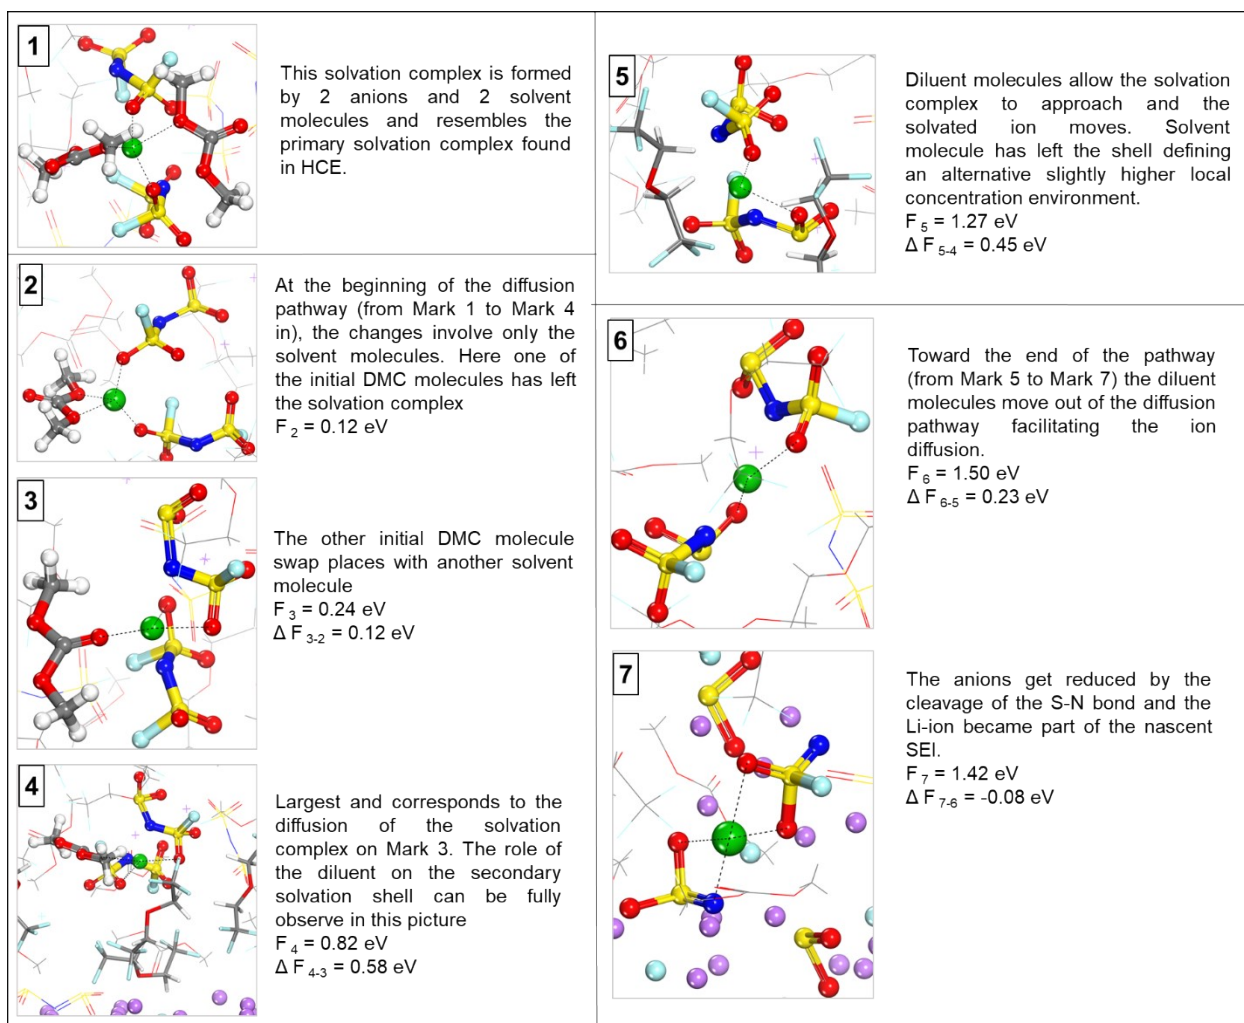 1
This solvation complex is formed
by 2 anions and 2 solvent
molecules and resembles the
primary solvation complex found
in HCE.
2
At the beginning of the diffusion
pathway (from Mark 1 to Mark 4
in), the changes involve only the
solvent molecules. Here one of
the initial DMC molecules has left
the solvation complex
F 2 = 0.12 eV
3
The other initial DMC molecule
swap places with another solvent
molecule
F 3 = 0.24 eV
Δ F 3-2 = 0.12 eV
4
Largest and corresponds to the
diffusion of the solvation
complex on Mark 3. The role of
the diluent on the secondary
solvation shell can be fully
observe in this picture
F 4 = 0.82 eV
Δ F 4-3 = 0.58 eV
5
Diluent molecules allow the solvation
complex to approach and the
solvated ion moves. Solvent
molecule has left the shell defining
an alternative slightly higher local
concentration environment.
F 5 = 1.27 eV
Δ F 5-4 = 0.45 eV
6
Toward the end of the pathway
(from Mark 5 to Mark 7) the diluent
molecules move out of the diffusion
pathway facilitating the ion
diffusion.
F 6 = 1.50 eV
Δ F 6-5 = 0.23 eV
7
The anions get reduced by the
cleavage of the S-N bond and the
Li-ion became part of the nascent
SEI.
F 7 = 1.42 eV
Δ F 7-6 = -0.08 eV